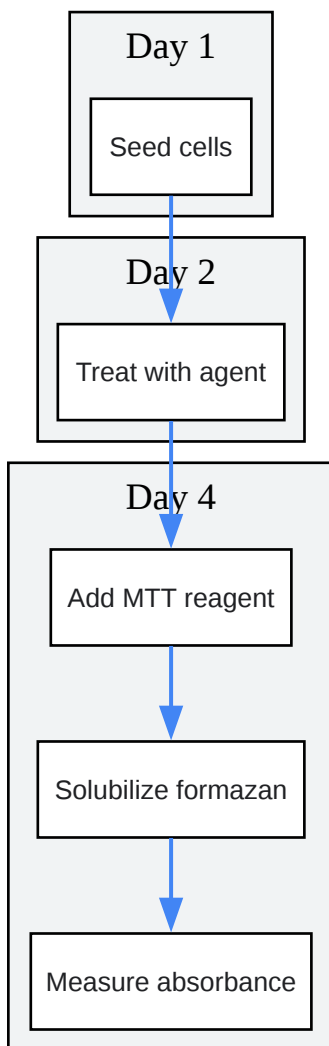 Day 1
Seed cells
Day 2
Treat with agent
Day 4
Add MTT reagent
Solubilize formazan
Measure absorbance